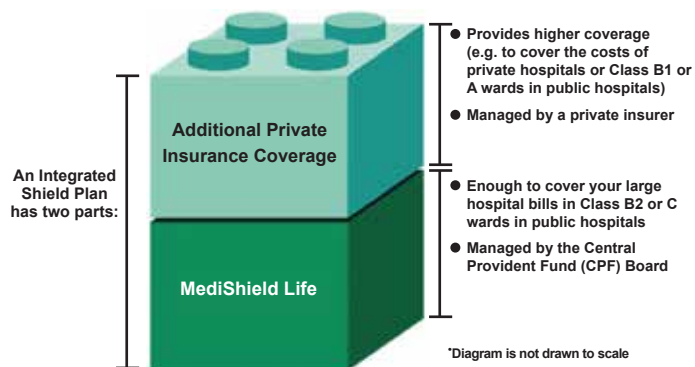 An Integrated
Shield Plan
has two parts:
Additional Private
Insurance Coverage
MediShield Life
● Provides higher coverage
(e.g. to cover the costs of
private hospitals or Class B1 or
A wards in public hospitals)
● Managed by a private insurer
● Enough to cover your large
hospital bills in Class B2 or C
wards in public hospitals
● Managed by the Central
Provident Fund (CPF) Board
*Diagram is not drawn to scale